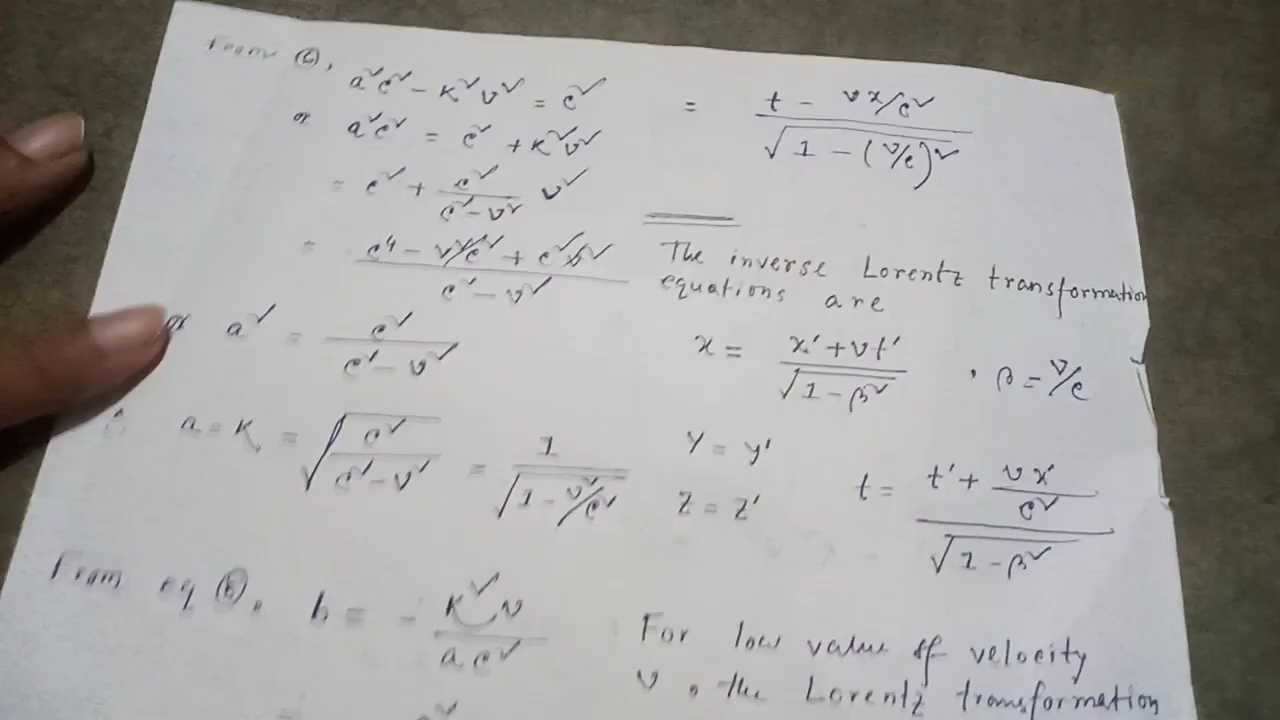 From (6),
a²c² - K²v² = c²
or a²c² = c² + K²v²
= c² + c²/(c² - v²) v²
= (c⁴ - v²c² + c²v²)/(c² - v²)
or a² = c²/(c² - v²)
∴ a = K = √(c²/(c² - v²)) = 1/√(1 - v²/c²)
From eq (b), b = - K²v/(ac²)
= (t - vx/c²)/√(1 - (v/c)²)
The inverse Lorentz transformation
equations are
x = (x' + vt')/√(1 - β²) , β = v/c
y = y'
z = z'
t = (t' + vx'/c²)/√(1 - β²)
For low value of velocity
v, the Lorentz transformation